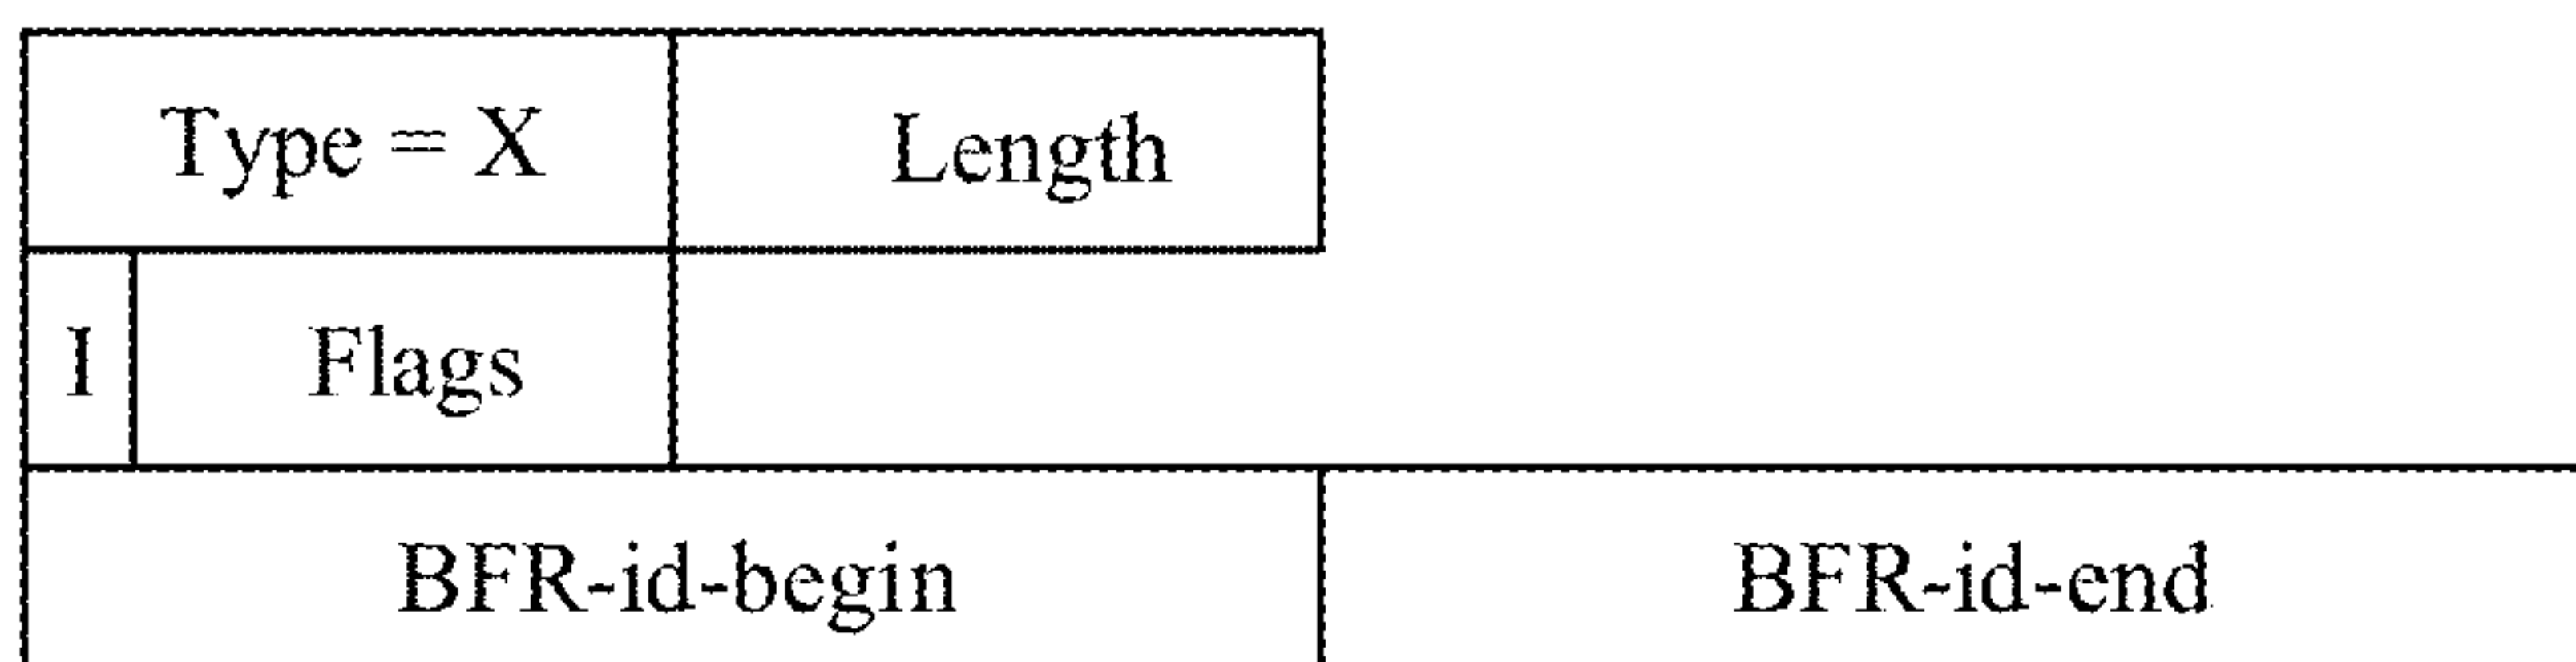 Type = X Length
I Flags
BFR-id-begin BFR-id-end